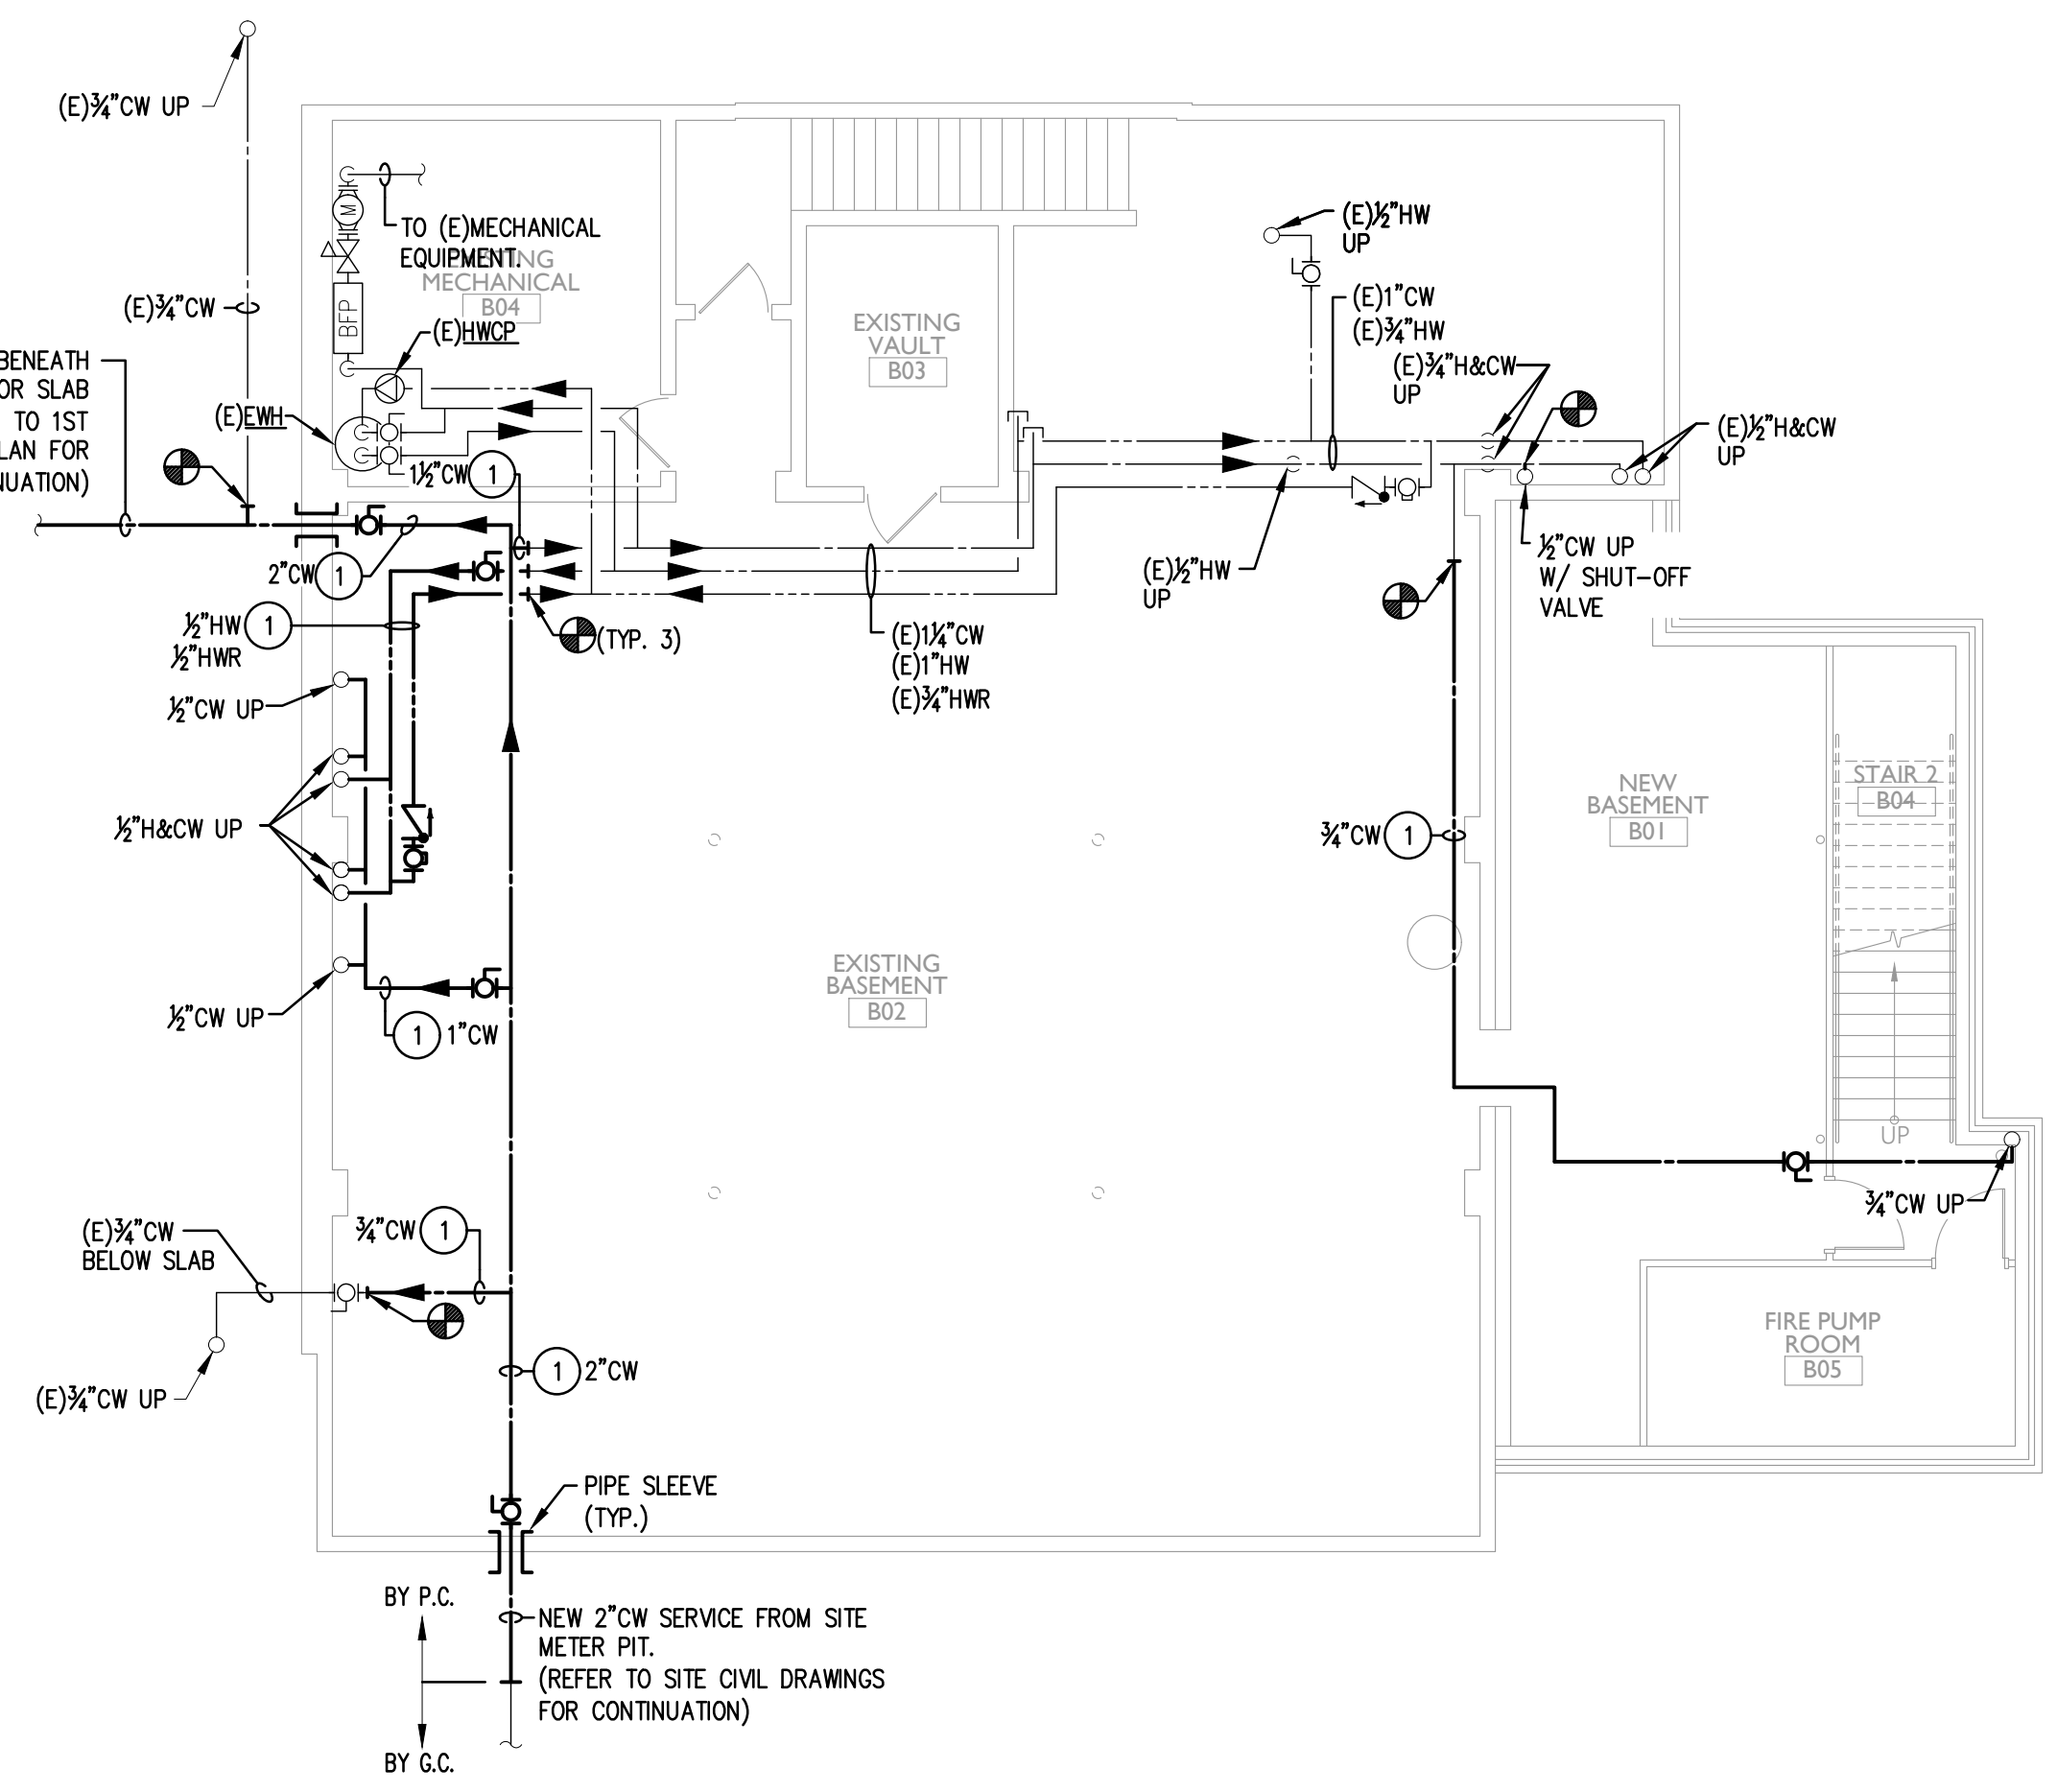 (E)¾"CW UP
TO (E)MECHANICAL
EQUIPMENT.
EXISTING
MECHANICAL
B04
M
BFP
(E)HWCP
(E)¾"CW
BENEATH
OR SLAB
TO 1ST
LAN FOR
NUATION)
(E)EWH
1½"CW 1
2"CW 1
½"HW 1
½"HWR
(TYP. 3)
EXISTING
VAULT
B03
(E)½"HW
UP
(E)1"CW
(E)¾"HW
(E)¾"H&CW
UP
(E)½"H&CW
UP
(E)½"HW
UP
½"CW UP
W/ SHUT-OFF
VALVE
(E)1¼"CW
(E)1"HW
(E)¾"HWR
½"CW UP
½"H&CW UP
½"CW UP
1 1"CW
EXISTING
BASEMENT
B02
¾"CW 1
NEW
BASEMENT
B01
STAIR 2
B04
UP
¾"CW UP
(E)¾"CW
BELOW SLAB
¾"CW 1
(E)¾"CW UP
1 2"CW
FIRE PUMP
ROOM
B05
PIPE SLEEVE
(TYP.)
BY P.C.
NEW 2"CW SERVICE FROM SITE
METER PIT.
(REFER TO SITE CIVIL DRAWINGS
FOR CONTINUATION)
BY G.C.